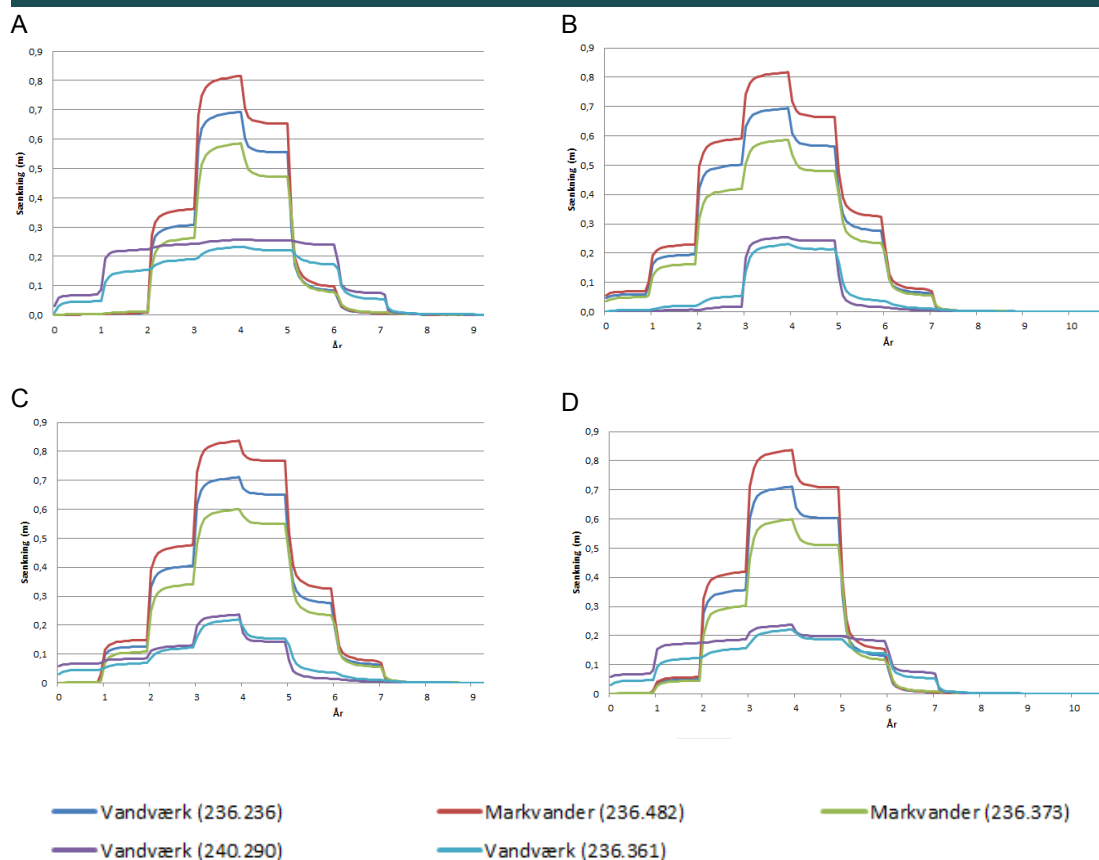 A
0,9
0,8
0,7
0,6
0,5
0,4
0,3
0,2
0,1
0,0
Sænkning (m)
0 1 2 3 4 5 6 7 8 9
År
B
0,9
0,8
0,7
0,6
0,5
0,4
0,3
0,2
0,1
0,0
Sænkning (m)
0 1 2 3 4 5 6 7 8 9 10
År
C
0,9
0,8
0,7
0,6
0,5
0,4
0,3
0,2
0,1
0
Sænkning (m)
0 1 2 3 4 5 6 7 8 9
År
D
0,9
0,8
0,7
0,6
0,5
0,4
0,3
0,2
0,1
0
Sænkning (m)
0 1 2 3 4 5 6 7 8 9 10
År
Vandværk (236.236) Markvander (236.482) Markvander (236.373)
Vandværk (240.290) Vandværk (236.361)